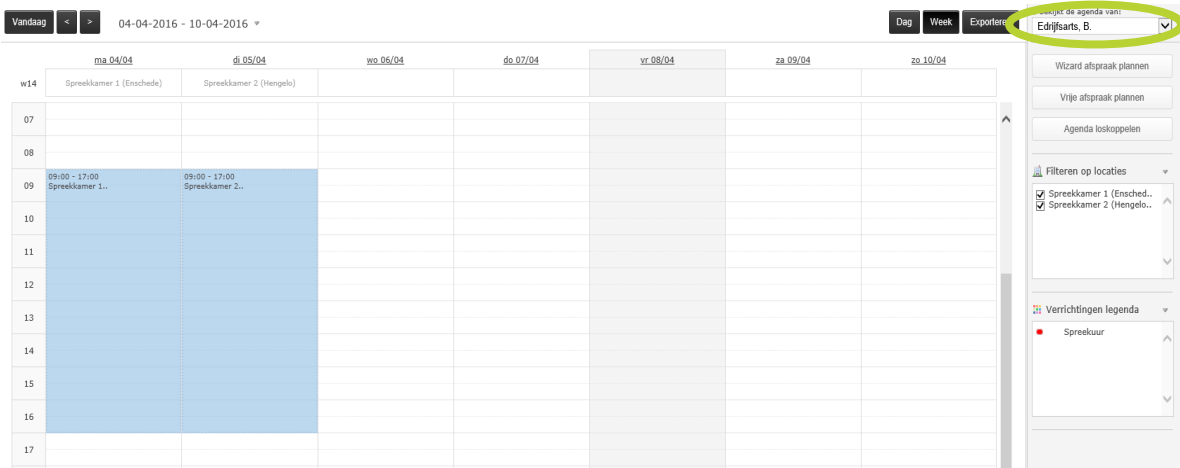 Vandaag < > 04-04-2016 - 10-04-2016 Dag Week Exporteren
bekijkt de agenda van:
Edrijfsarts, B.
ma 04/04 di 05/04 wo 06/04 do 07/04 vr 08/04 za 09/04 zo 10/04
w14 Spreekkamer 1 (Enschede) Spreekkamer 2 (Hengelo)
Wizard afspraak plannen
Vrije afspraak plannen
Agenda loskoppelen
07
08
09:00 - 17:00 09:00 - 17:00
09 Spreekkamer 1.. Spreekkamer 2..
10
11
12
13
14
15
16
17
Filteren op locaties
Spreekkamer 1 (Ensched..
Spreekkamer 2 (Hengelo..
Verrichtingen legenda
Spreekuur